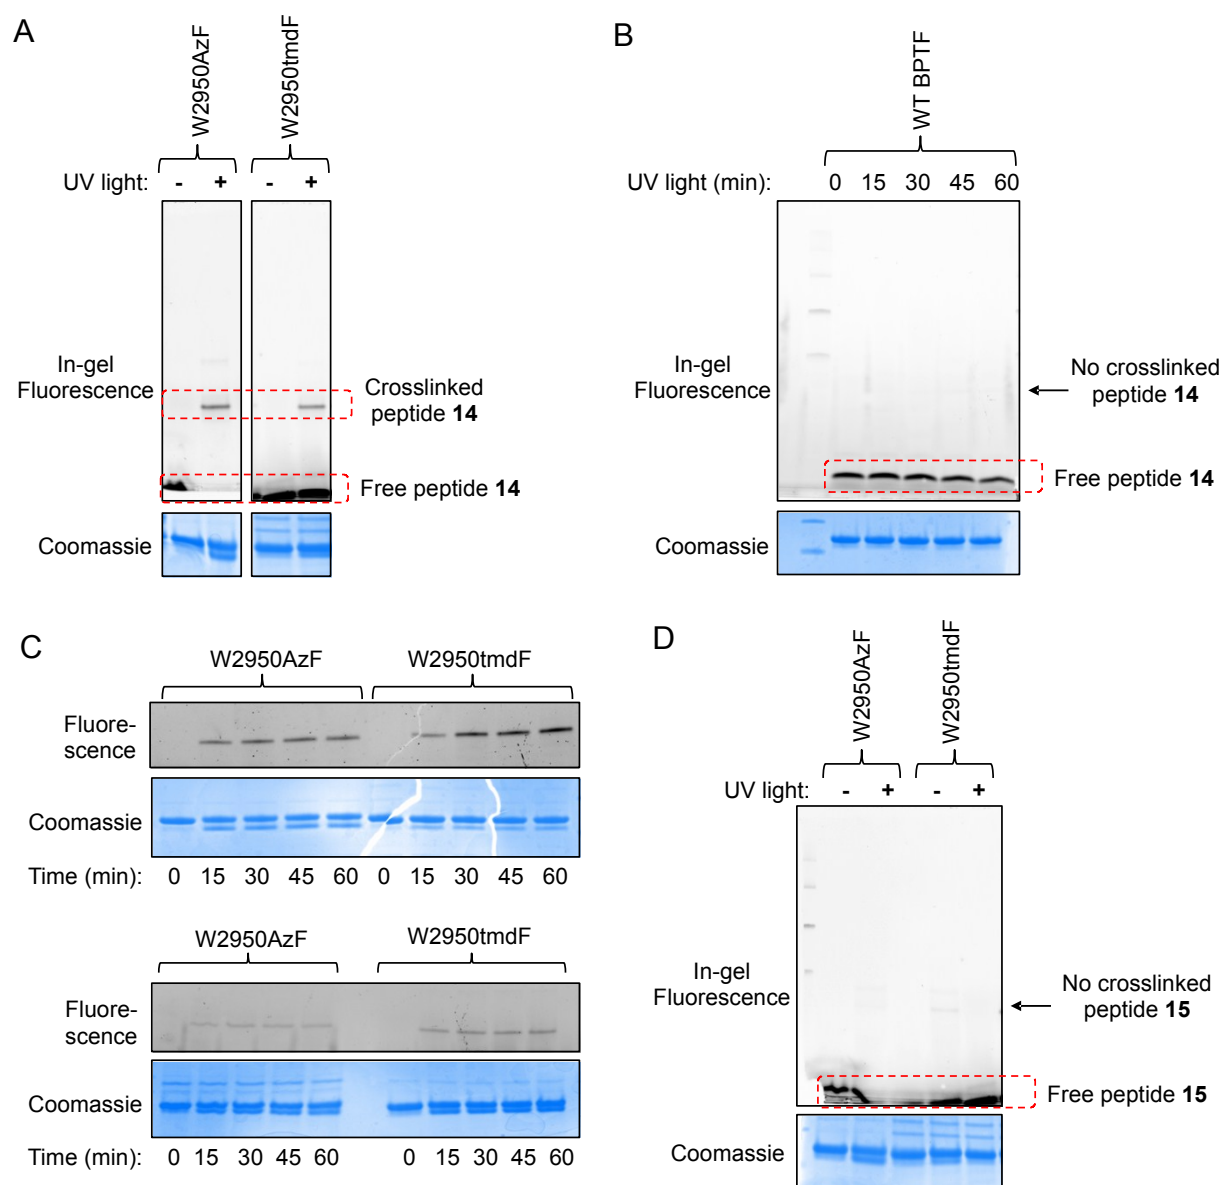 A
W2950AzF
W2950tmdF
UV light: - + - +
In-gel
Fluorescence
Crosslinked
peptide 14
Free peptide 14
Coomassie
B
WT BPTF
UV light (min): 0 15 30 45 60
In-gel
Fluorescence
No crosslinked
peptide 14
Free peptide 14
Coomassie
C
W2950AzF W2950tmdF
Fluore-
scence
Coomassie
Time (min): 0 15 30 45 60 0 15 30 45 60
W2950AzF W2950tmdF
Fluore-
scence
Coomassie
Time (min): 0 15 30 45 60 0 15 30 45 60
D
W2950AzF
W2950tmdF
UV light: - + - +
In-gel
Fluorescence
No crosslinked
peptide 15
Free peptide 15
Coomassie